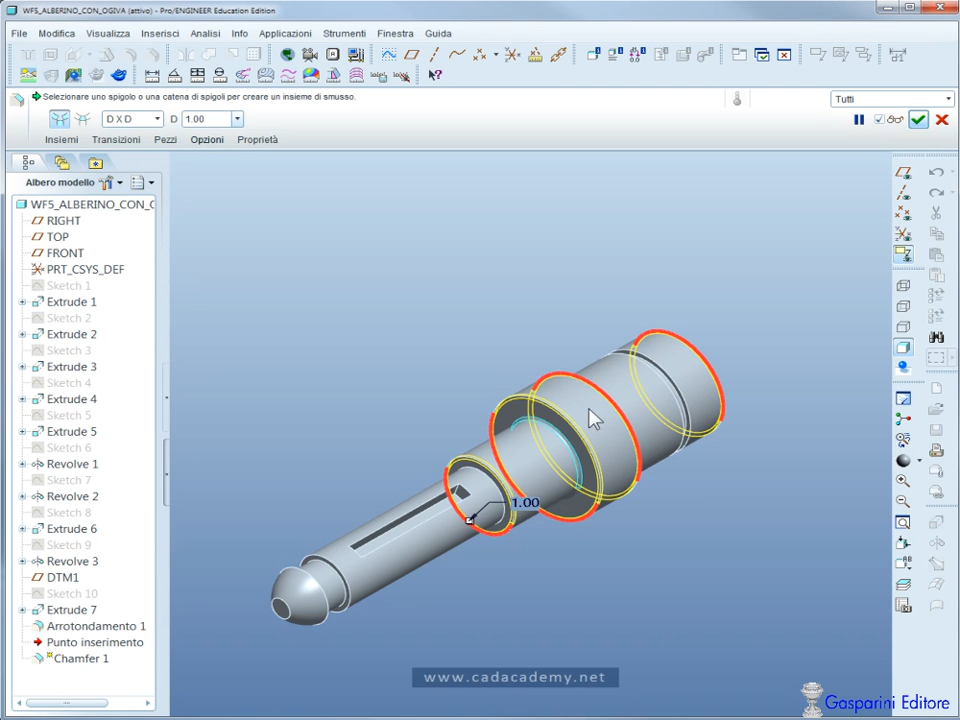 WF5_ALBERINO_CON_OGIVA (attivo) - Pro/ENGINEER Education Edition
File Modifica Visualizza Inserisci Analisi Info Applicazioni Strumenti Finestra Guida
Selezionare uno spigolo o una catena di spigoli per creare un insieme di smusso.
Tutti
D X D D 1.00
Insiemi Transizioni Pezzi Opzioni Proprietà
Albero modello
WF5_ALBERINO_CON_O
RIGHT
TOP
FRONT
PRT_CSYS_DEF
Sketch 1
Extrude 1
Sketch 2
Extrude 2
Sketch 3
Extrude 3
Sketch 4
Extrude 4
Sketch 5
Extrude 5
Sketch 6
Revolve 1
Sketch 7
Revolve 2
Sketch 8
Extrude 6
Sketch 9
Revolve 3
DTM1
Sketch 10
Extrude 7
Arrotondamento 1
Punto inserimento
Chamfer 1
1.00
www.cadacademy.net
Gasparini Editore